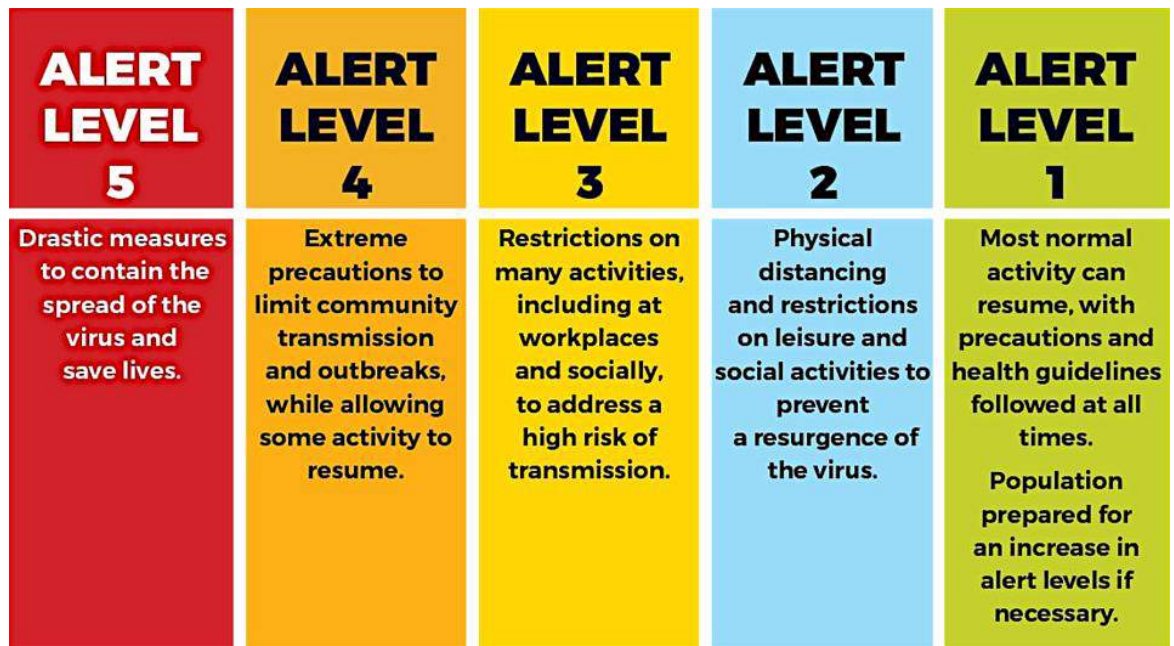 ALERT
LEVEL
5
Drastic measures
to contain the
spread of the
virus and
save lives.
ALERT
LEVEL
4
Extreme
precautions to
limit community
transmission
and outbreaks,
while allowing
some activity to
resume.
ALERT
LEVEL
3
Restrictions on
many activities,
including at
workplaces
and socially,
to address a
high risk of
transmission.
ALERT
LEVEL
2
Physical
distancing
and restrictions
on leisure and
social activities to
prevent
a resurgence of
the virus.
ALERT
LEVEL
1
Most normal
activity can
resume, with
precautions and
health guidelines
followed at all
times.
Population
prepared for
an increase in
alert levels if
necessary.